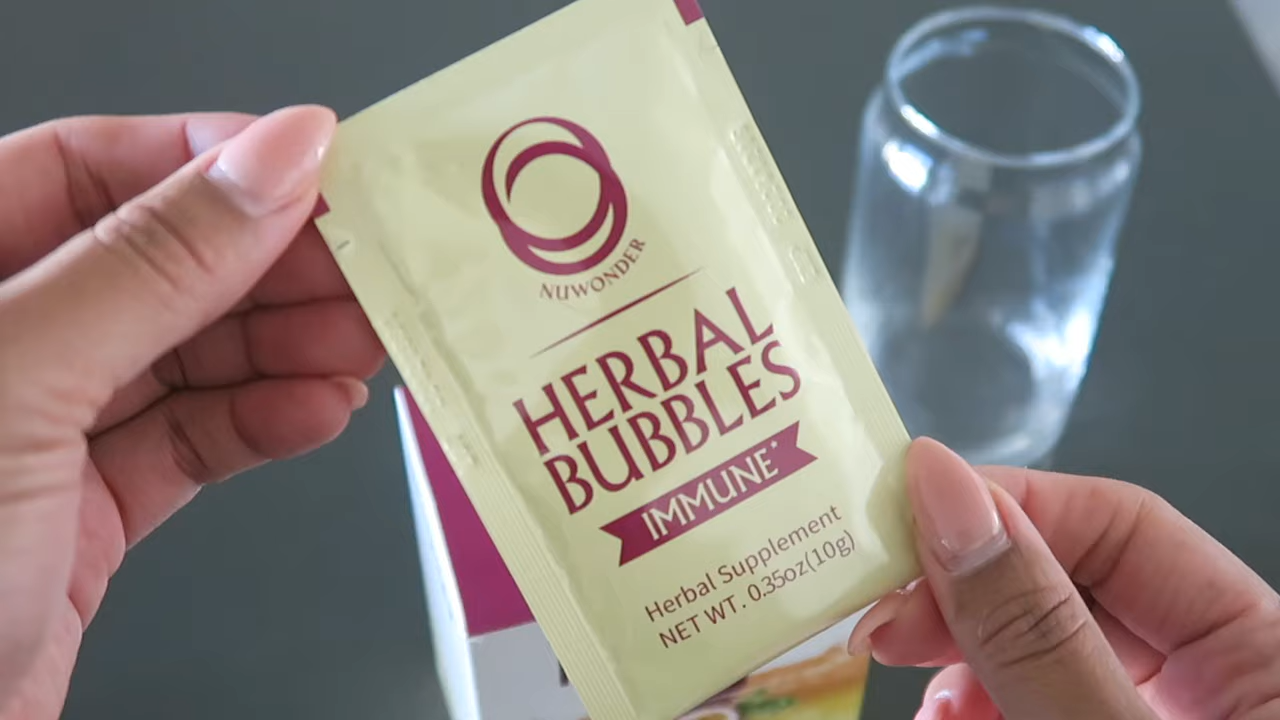 NUWONDER
HERBAL
BUBBLES
IMMUNE*
Herbal Supplement
NET WT. 0.35oz(10g)